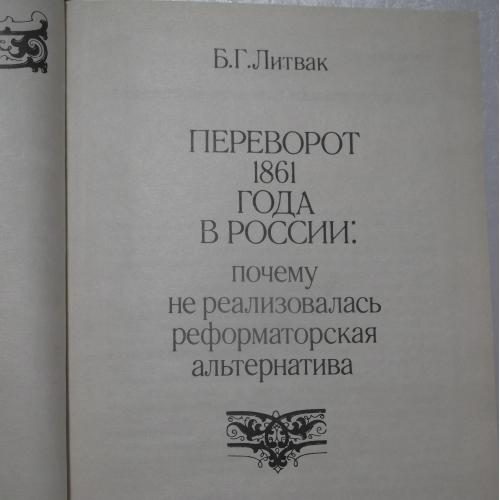 Б.Г.Литвак
ПЕРЕВОРОТ
1861
ГОДА
В РОССИИ:
почему
не реализовалась
реформаторская
альтернатива